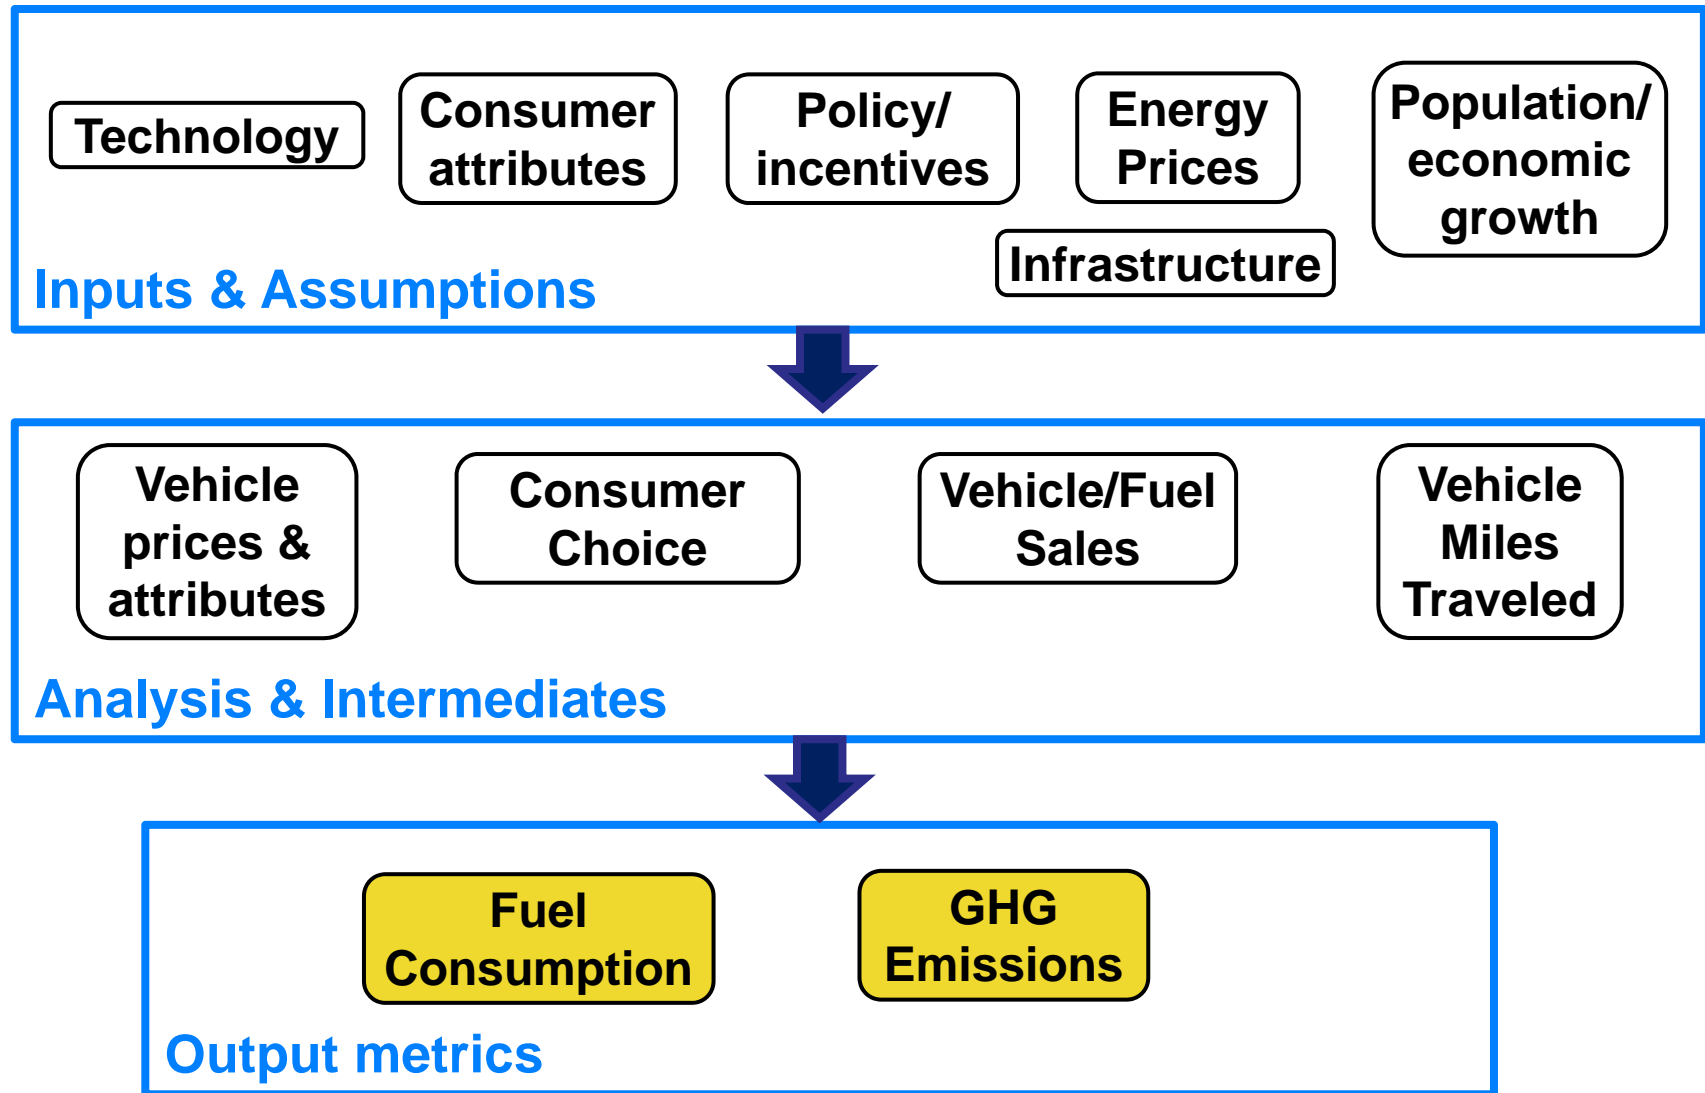 Technology
Consumer
attributes
Policy/
incentives
Energy
Prices
Population/
economic
growth
Infrastructure
Inputs & Assumptions
Vehicle
prices &
attributes
Consumer
Choice
Vehicle/Fuel
Sales
Vehicle
Miles
Traveled
Analysis & Intermediates
Fuel
Consumption
GHG
Emissions
Output metrics